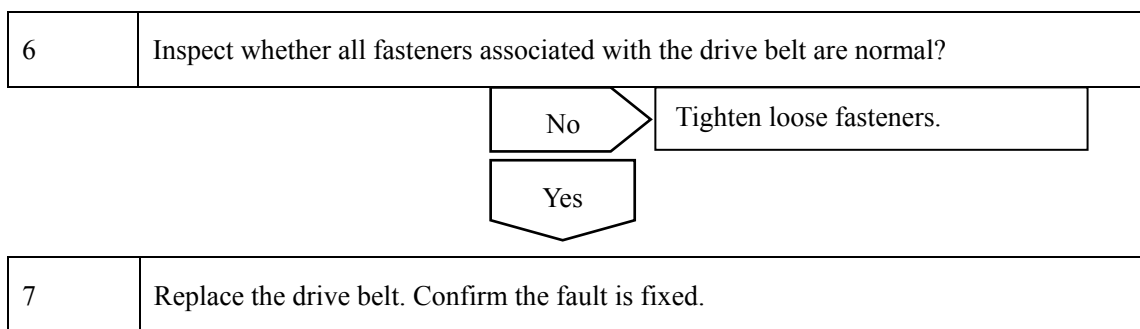 6 Inspect whether all fasteners associated with the drive belt are normal?
No Tighten loose fasteners.
Yes
7 Replace the drive belt. Confirm the fault is fixed.